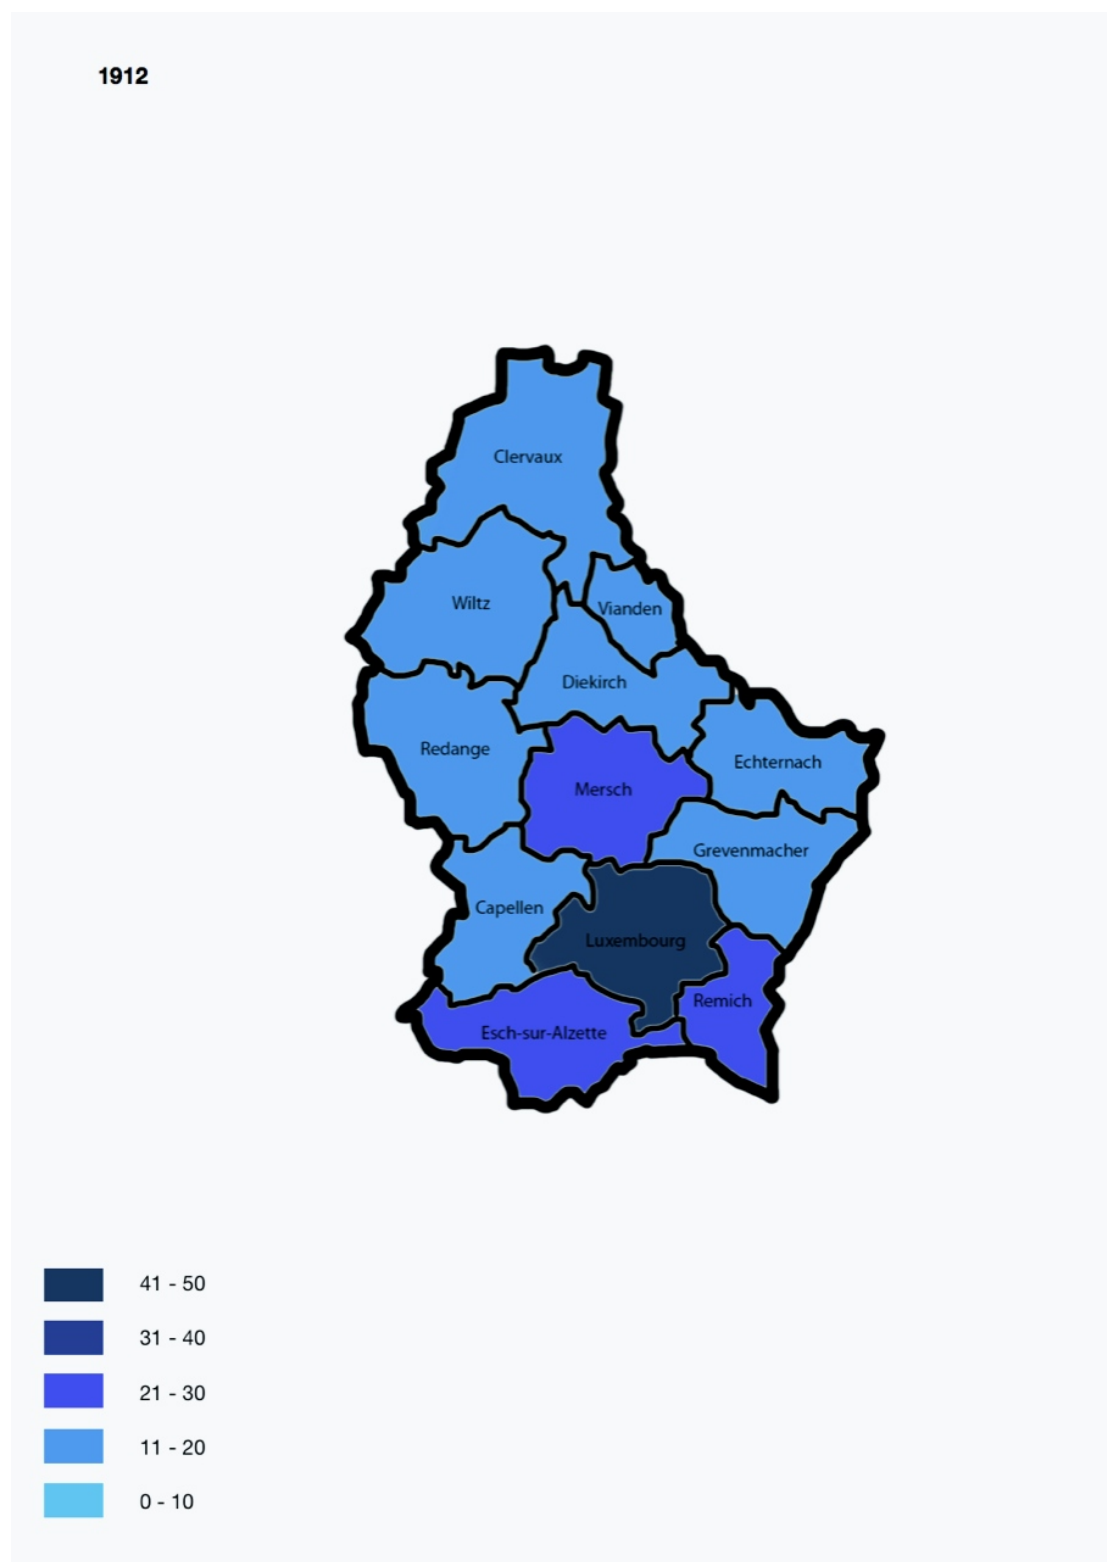 1912
Clervaux
Wiltz
Vianden
Diekirch
Redange
Echternach
Mersch
Grevenmacher
Capellen
Luxembourg
Remich
Esch-sur-Alzette
41 - 50
31 - 40
21 - 30
11 - 20
0 - 10